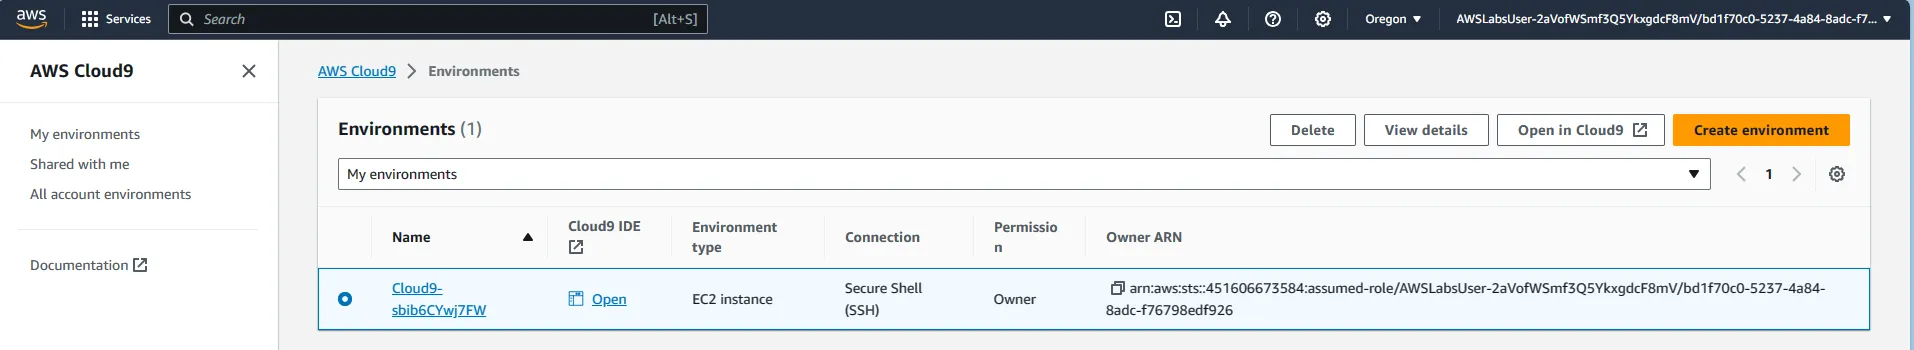 aws
Services
Search
[Alt+S]
Oregon
AWSLabsUser-2aVofWSmf3Q5YkxgdcF8mV/bd1f70c0-5237-4a84-8adc-f7...
AWS Cloud9
My environments
Shared with me
All account environments
Documentation
AWS Cloud9 > Environments
Environments (1)
Delete
View details
Open in Cloud9
Create environment
My environments
1
Name
Cloud9 IDE
Environment
type
Connection
Permissio
n
Owner ARN
Cloud9-
sbib6CYwj7FW
Open
EC2 instance
Secure Shell
(SSH)
Owner
arn:aws:sts::451606673584:assumed-role/AWSLabsUser-2aVofWSmf3Q5YkxgdcF8mV/bd1f70c0-5237-4a84-
8adc-f76798edf926